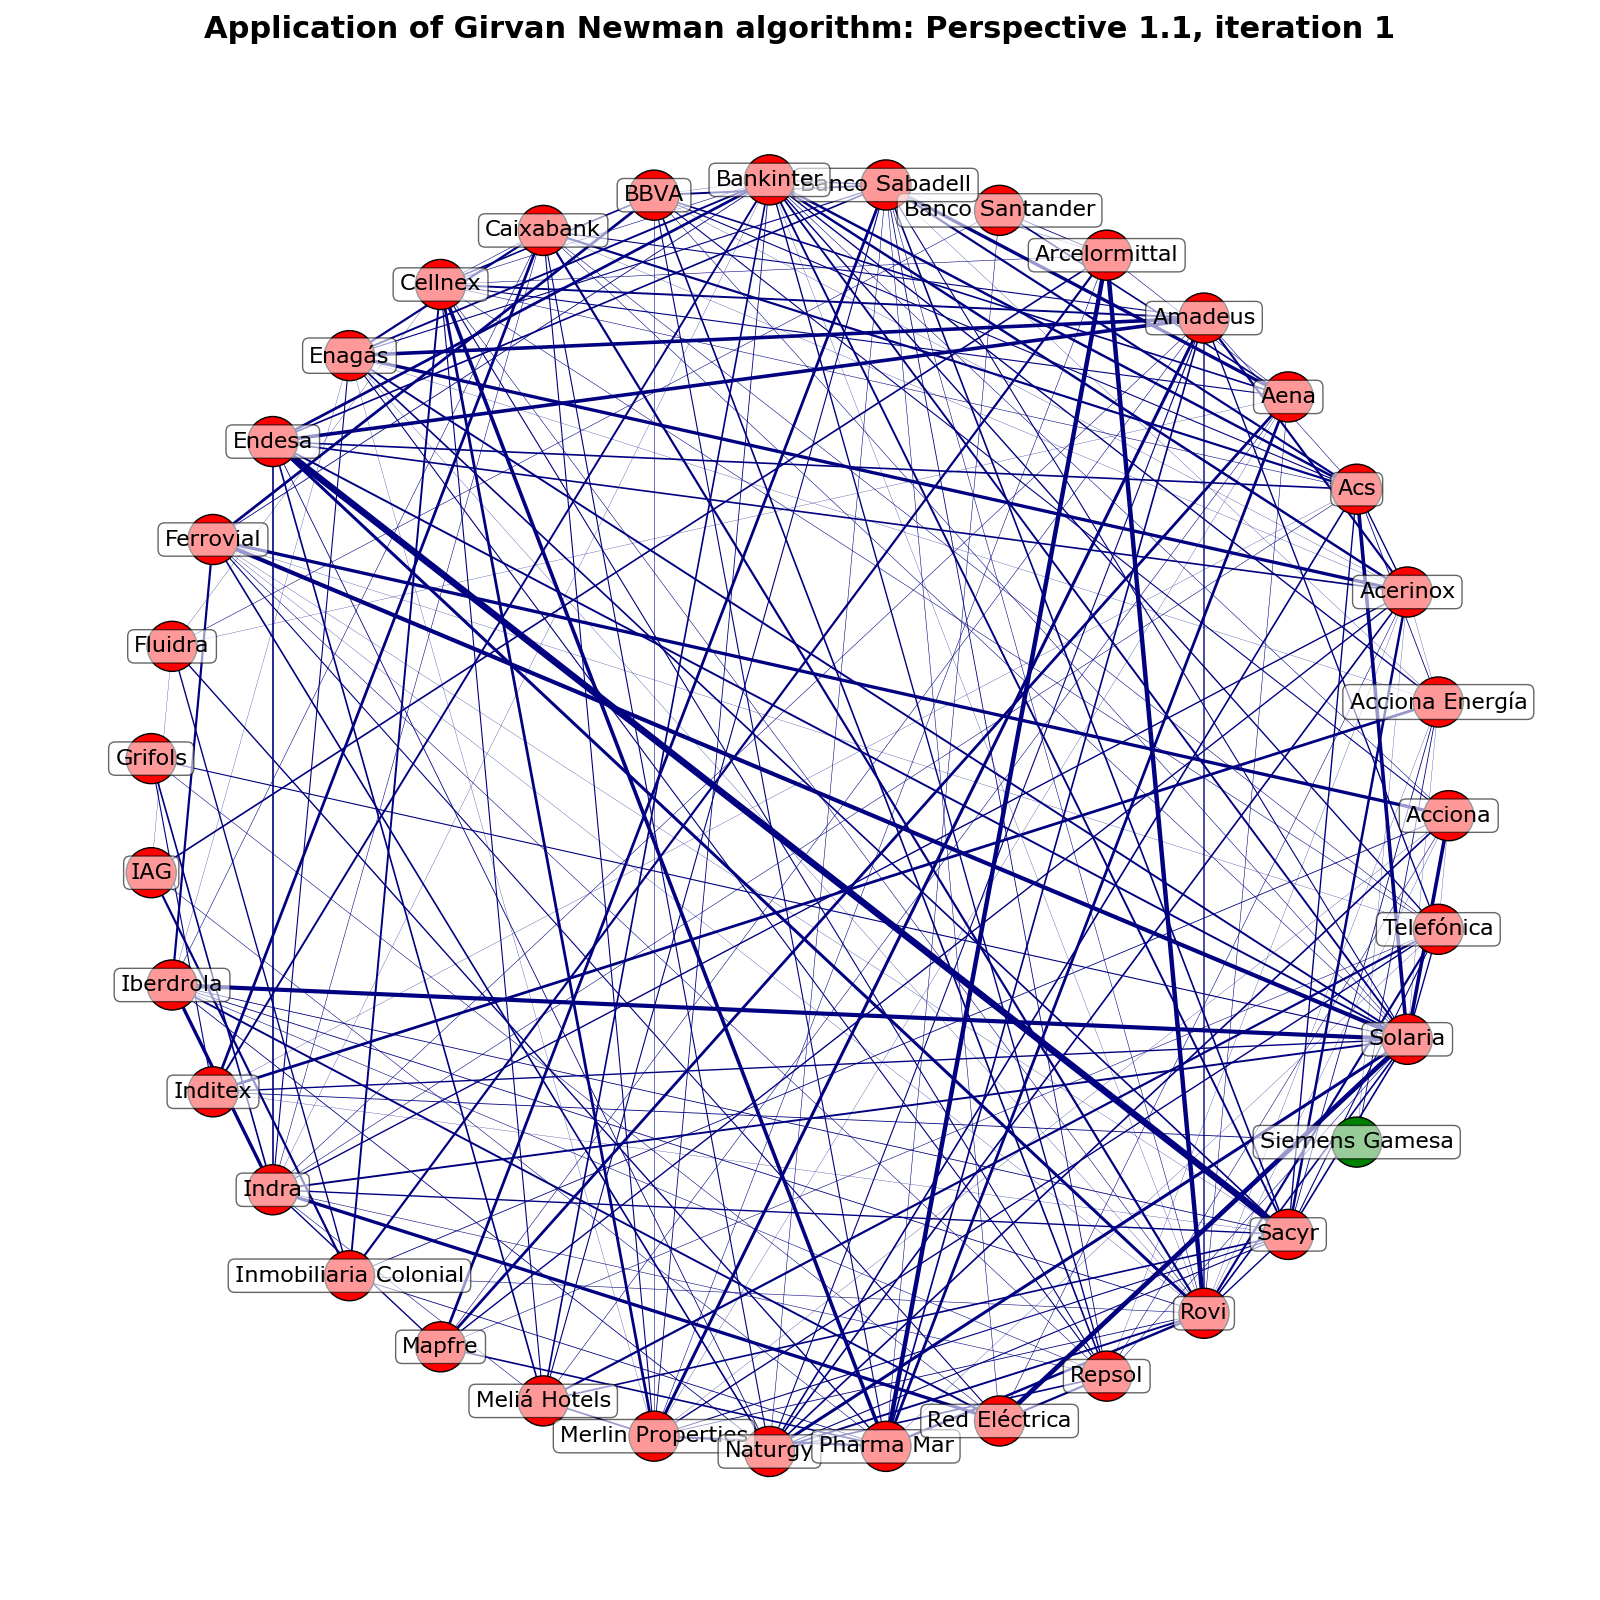 Application of Girvan Newman algorithm: Perspective 1.1, iteration 1
Bankinter
Banco Sabadell
BBVA
Banco Santander
Caixabank
Arcelormittal
Cellnex
Amadeus
Enagás
Aena
Endesa
Acs
Ferrovial
Acerinox
Fluidra
Acciona Energía
Grifols
Acciona
IAG
Telefónica
Iberdrola
Solaria
Inditex
Siemens Gamesa
Indra
Sacyr
Inmobiliaria Colonial
Rovi
Mapfre
Repsol
Meliá Hotels
Red Eléctrica
Merlin Properties
Naturgy
Pharma Mar